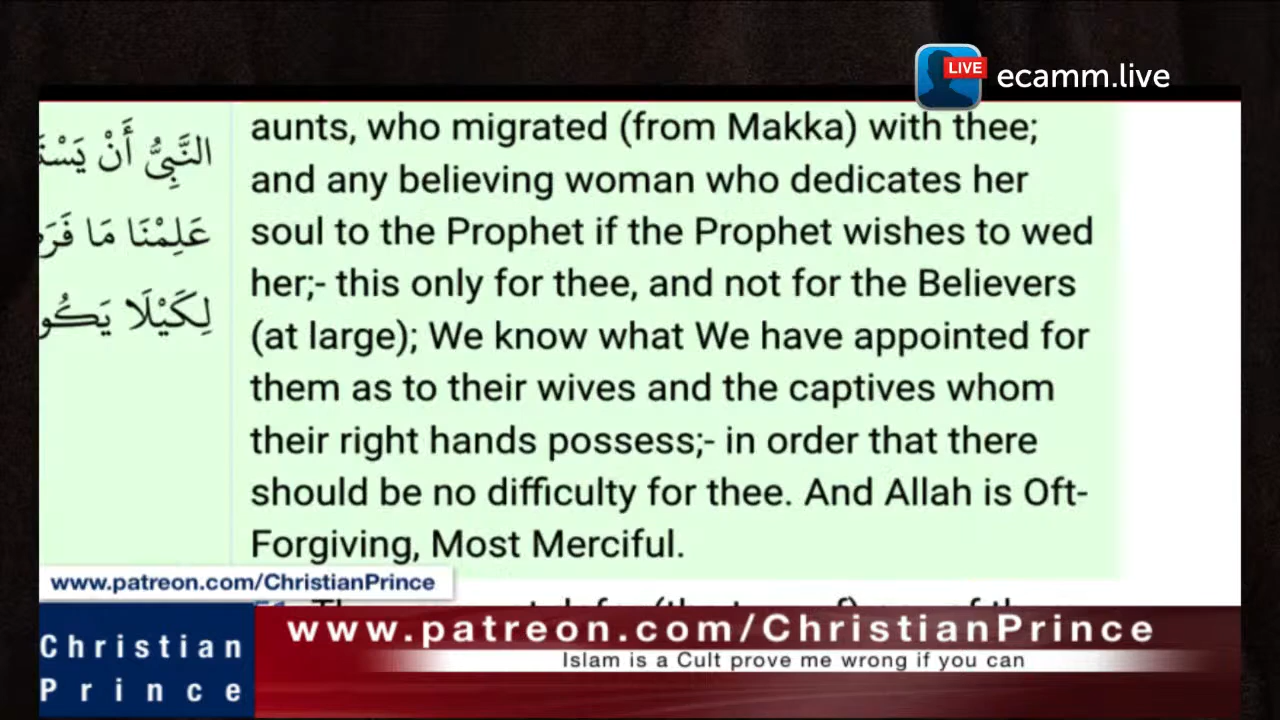 LIVE
ecamm.live
النَّبِيُّ أَنْ
عَلِمْنَا مَا
لِكَيْلَا
aunts, who migrated (from Makka) with thee;
and any believing woman who dedicates her
soul to the Prophet if the Prophet wishes to wed
her;- this only for thee, and not for the Believers
(at large); We know what We have appointed for
them as to their wives and the captives whom
their right hands possess;- in order that there
should be no difficulty for thee. And Allah is Oft-
Forgiving, Most Merciful.
www.patreon.com/ChristianPrince
www.patreon.com/ChristianPrince
Islam is a Cult prove me wrong if you can
Christian
Prince